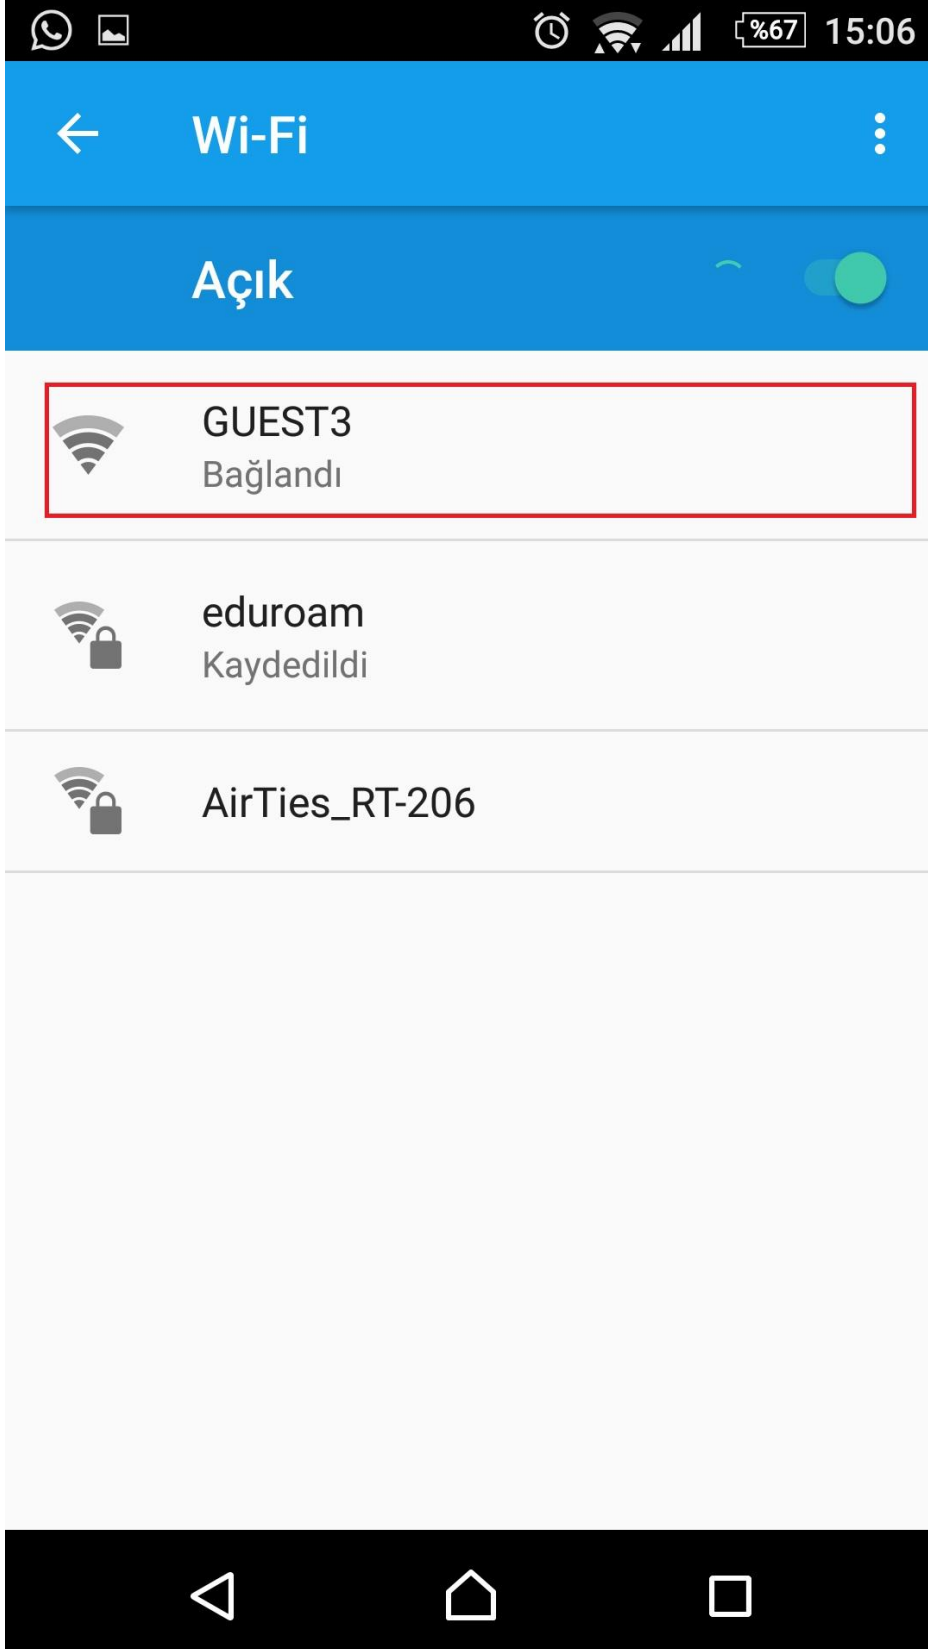 %67 15:06
Wi-Fi
Açık
GUEST3
Bağlandı
eduroam
Kaydedildi
AirTies_RT-206